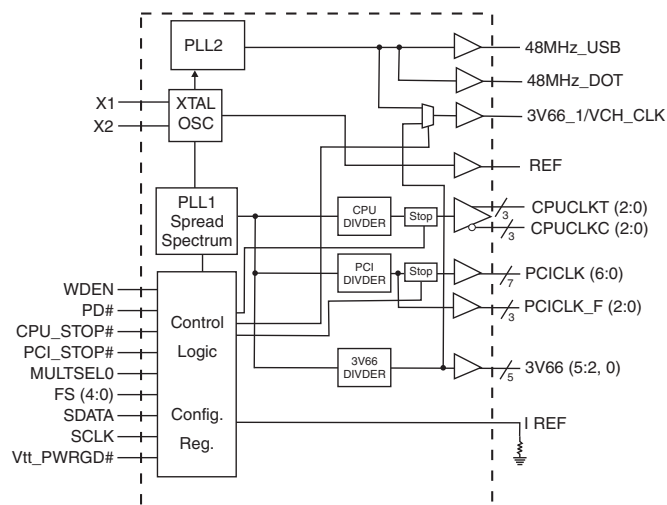 PLL2
48MHz_USB
48MHz_DOT
X1
X2
XTAL
OSC
3V66_1/VCH_CLK
REF
PLL1
Spread
Spectrum
CPU
DIVDER
Stop
3
CPUCLKT (2:0)
3
CPUCLKC (2:0)
PCI
DIVDER
Stop
7
PCICLK (6:0)
3
PCICLK_F (2:0)
3V66
DIVDER
5
3V66 (5:2, 0)
WDEN
PD#
CPU_STOP#
PCI_STOP#
MULTSEL0
FS (4:0)
SDATA
SCLK
Vtt_PWRGD#
Control
Logic
Config.
Reg.
I REF